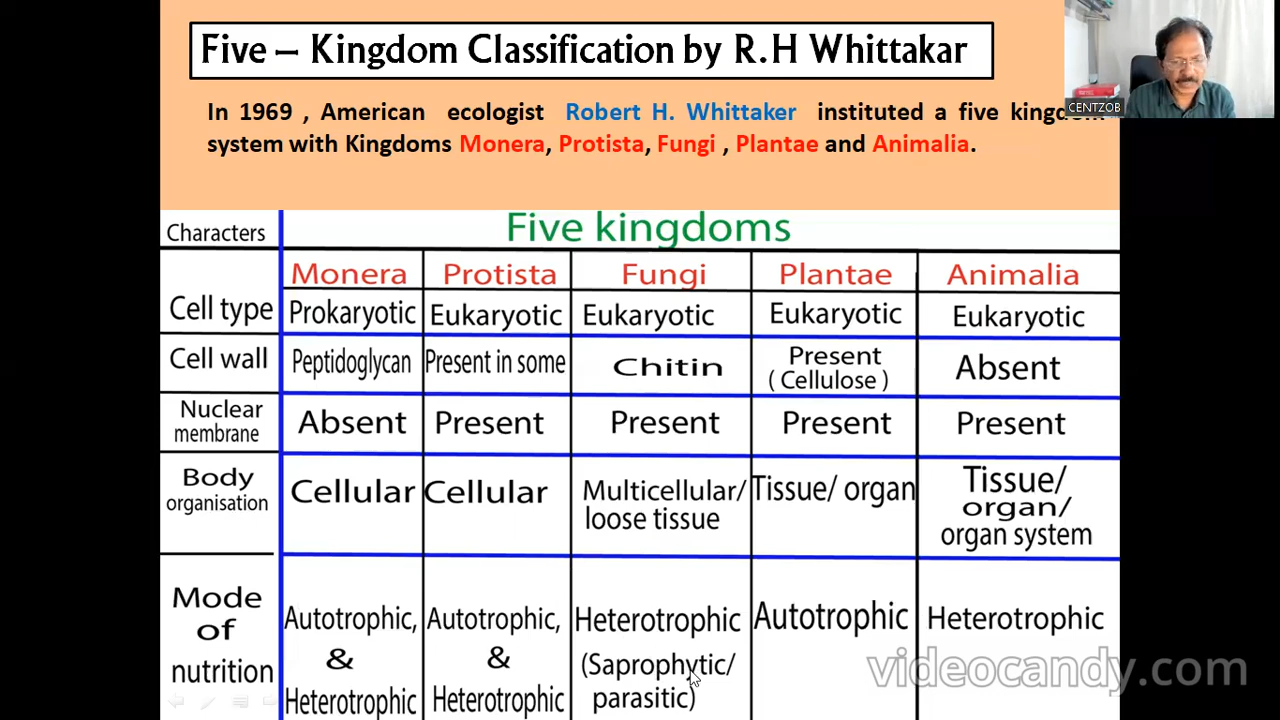 Five – Kingdom Classification by R.H Whittakar
In 1969 , American ecologist Robert H. Whittaker instituted a five kingdom
system with Kingdoms Monera, Protista, Fungi , Plantae and Animalia.
CENTZOB
Characters
Five kingdoms
Monera Protista Fungi Plantae Animalia
Cell type Prokaryotic Eukaryotic Eukaryotic Eukaryotic Eukaryotic
Cell wall Peptidoglycan Present in some Chitin Present Absent
( Cellulose )
Nuclear
membrane
Absent Present Present Present Present
Body
organisation
Cellular Cellular Multicellular/
loose tissue
Tissue/ organ
Tissue/
organ/
organ system
Mode
of
nutrition
Autotrophic,
&
Heterotrophic
Autotrophic,
&
Heterotrophic
Heterotrophic
(Saprophytic/
parasitic)
Autotrophic
Heterotrophic
videocandy.com